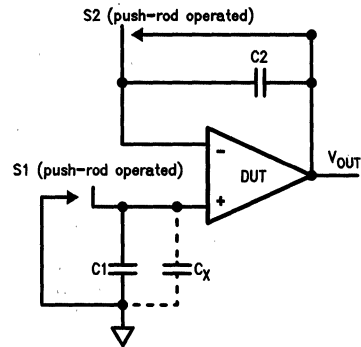 S2 (push-rod operated)
C2
S1 (push-rod operated)
-
DUT
VOUT
+
C1
CX